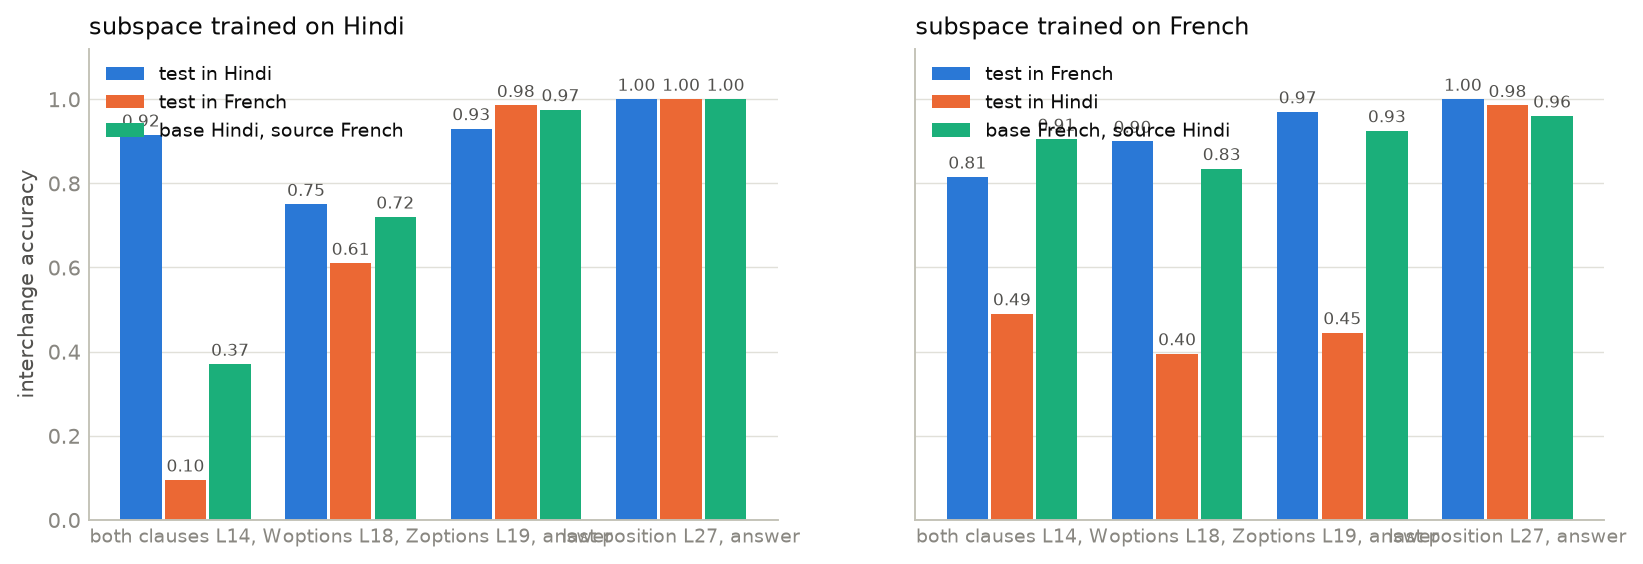 subspace trained on Hindi
test in Hindi
test in French
base Hindi, source French
interchange accuracy
1.0
0.8
0.6
0.4
0.2
0.0
0.92
0.10
0.37
0.75
0.61
0.72
0.93
0.98
0.97
1.00 1.00 1.00
both clauses L14, W
options L18, Z
options L19, answer
last position L27, answer
subspace trained on French
test in French
test in Hindi
base French, source Hindi
0.81
0.49
0.91
0.90
0.40
0.83
0.97
0.45
0.93
1.00
0.98
0.96
both clauses L14, W
options L18, Z
options L19, answer
last position L27, answer